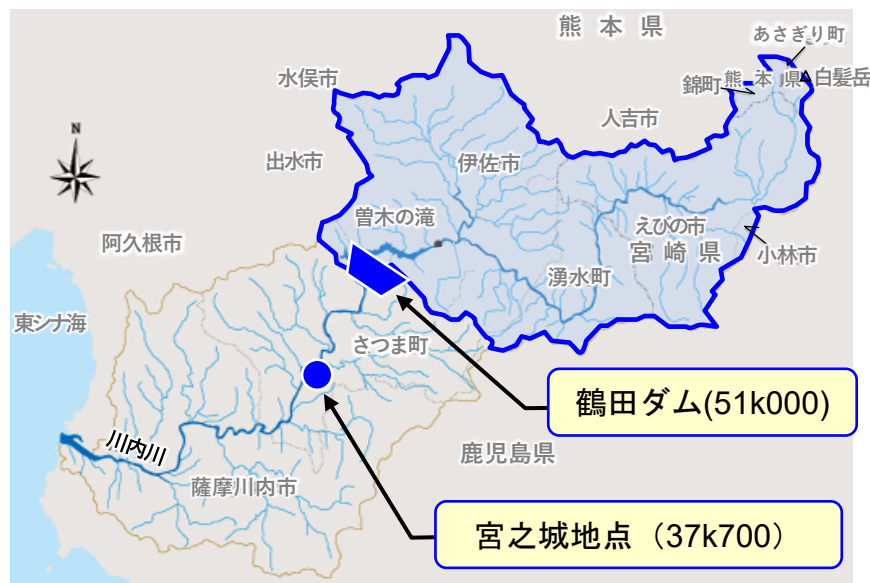 熊本県
あさぎり町
水俣市
錦町
熊本県
白髪岳
人吉市
N
出水市
伊佐市
曽木の滝
えびの市
宮崎県
小林市
阿久根市
湧水町
東シナ海
さつま町
鶴田ダム(51k000)
川内川
鹿児島県
薩摩川内市
宮之城地点（37k700）